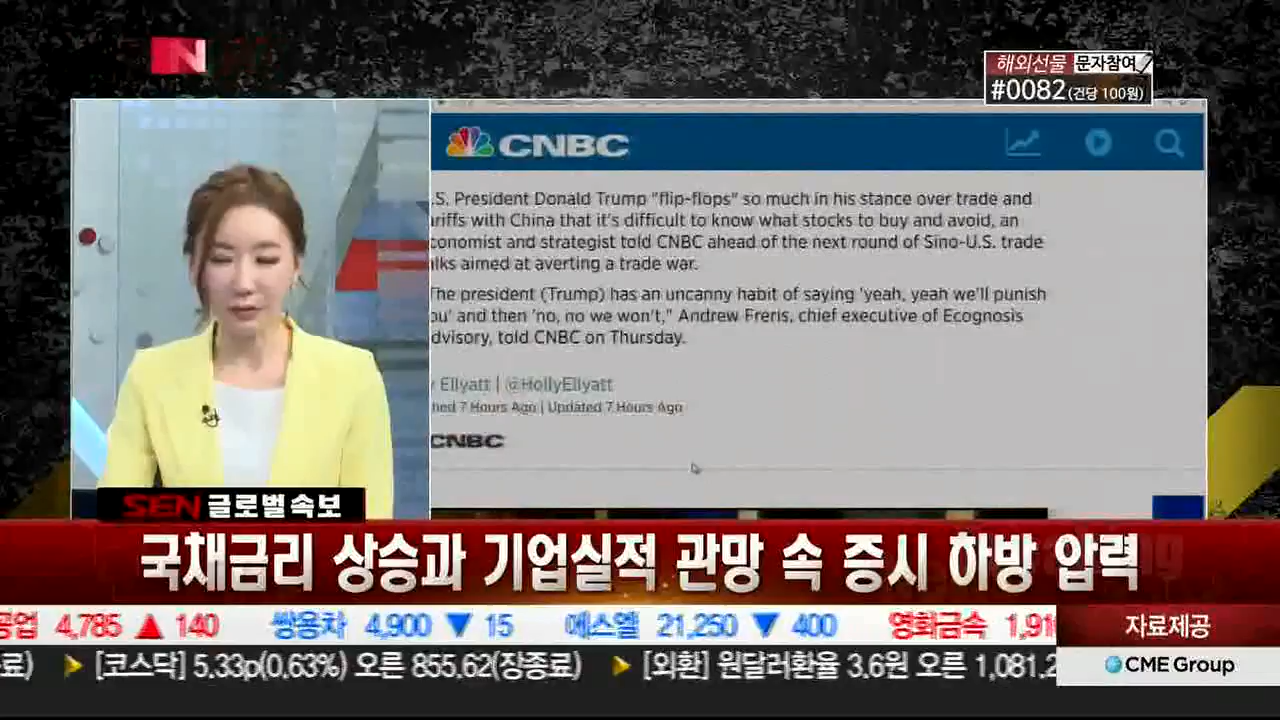 N
해외선물 문자참여
#0082(건당 100원)
CNBC
.S. President Donald Trump "flip-flops" so much in his stance over trade and
ariffs with China that it's difficult to know what stocks to buy and avoid, an
conomist and strategist told CNBC ahead of the next round of Sino-U.S. trade
alks aimed at averting a trade war.
The president (Trump) has an uncanny habit of saying 'yeah, yeah we'll punish
ou' and then 'no, no we won't," Andrew Freris, chief executive of Ecognosis
dvisory, told CNBC on Thursday.
y Ellyatt | @HollyEllyatt
hed 7 Hours Ago | Updated 7 Hours Ago
CNBC
SEN 글로벌속보
국채금리 상승과 기업실적 관망 속 증시 하방 압력
공업 4,785 ▲ 140 쌍용차 4,900 ▼ 15 에스엘 21,250 ▼ 400 영화금속 1,91
자료제공
료) [코스닥] 5.33p(0.63%) 오른 855.62(장종료) [외환] 원달러환율 3.6원 오른 1,081.2
CME Group